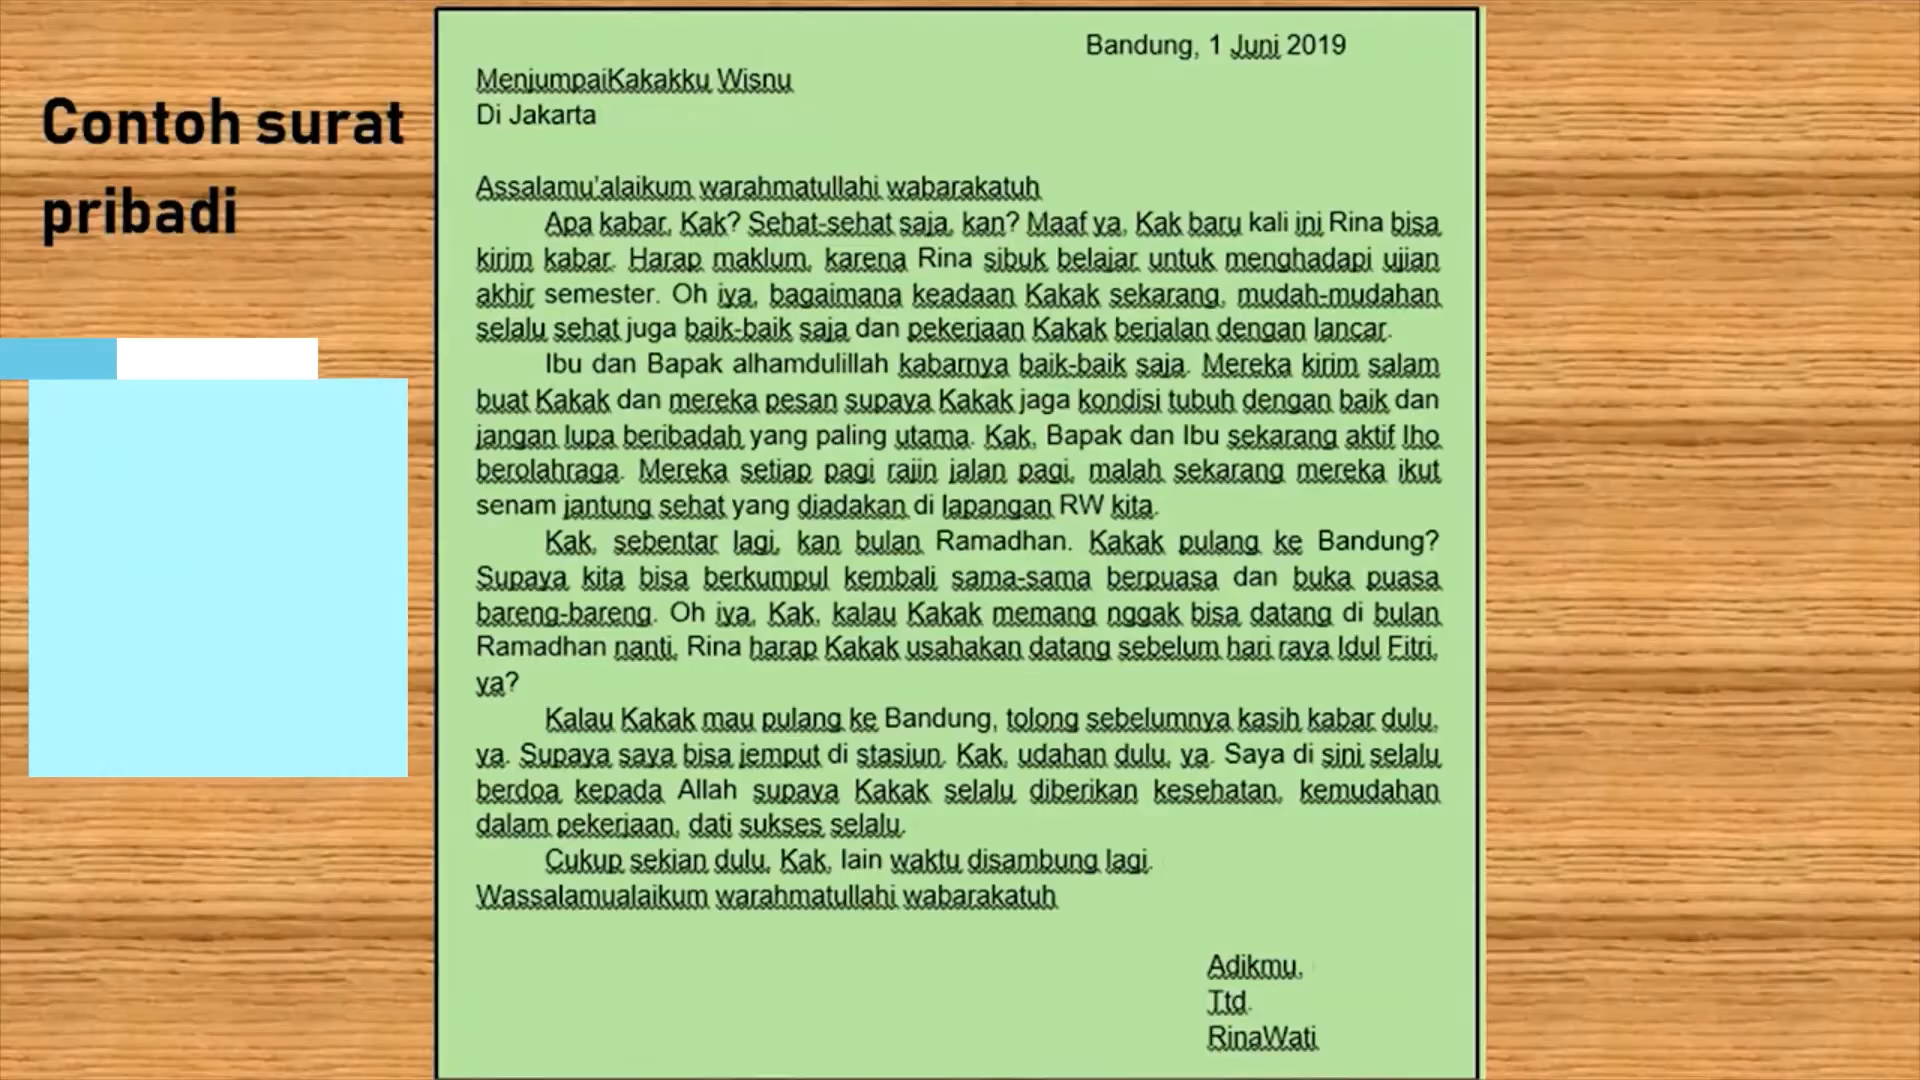 Contoh surat
pribadi
Bandung, 1 Juni 2019
MenjumpaiKakakku Wisnu
Di Jakarta
Assalamu’alaikum warahmatullahi wabarakatuh
Apa kabar, Kak? Sehat-sehat saja, kan? Maaf ya, Kak baru kali ini Rina bisa
kirim kabar. Harap maklum, karena Rina sibuk belajar untuk menghadapi ujian
akhir semester. Oh iya, bagaimana keadaan Kakak sekarang, mudah-mudahan
selalu sehat juga baik-baik saja dan pekerjaan Kakak berjalan dengan lancar.
Ibu dan Bapak alhamdulillah kabarnya baik-baik saja. Mereka kirim salam
buat Kakak dan mereka pesan supaya Kakak jaga kondisi tubuh dengan baik dan
jangan lupa beribadah yang paling utama. Kak, Bapak dan Ibu sekarang aktif lho
berolahraga. Mereka setiap pagi rajin jalan pagi, malah sekarang mereka ikut
senam jantung sehat yang diadakan di lapangan RW kita.
Kak, sebentar lagi, kan bulan Ramadhan. Kakak pulang ke Bandung?
Supaya kita bisa berkumpul kembali sama-sama berpuasa dan buka puasa
bareng-bareng. Oh iya, Kak, kalau Kakak memang nggak bisa datang di bulan
Ramadhan nanti, Rina harap Kakak usahakan datang sebelum hari raya Idul Fitri,
ya?
Kalau Kakak mau pulang ke Bandung, tolong sebelumnya kasih kabar dulu,
ya. Supaya saya bisa jemput di stasiun. Kak, udahan dulu, ya. Saya di sini selalu
berdoa kepada Allah supaya Kakak selalu diberikan kesehatan, kemudahan
dalam pekerjaan, dati sukses selalu.
Cukup sekian dulu, Kak, lain waktu disambung lagi.
Wassalamualaikum warahmatullahi wabarakatuh
Adikmu,
Ttd.
RinaWati